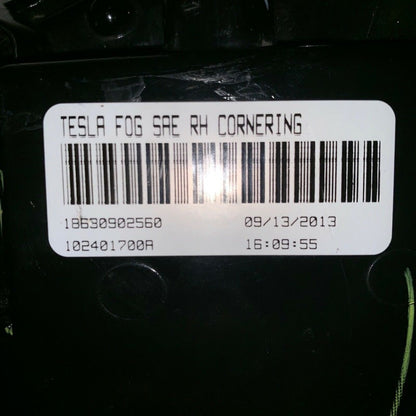 TESLA FOG SAE RH CORNERING
18630902560 09/13/2013
102401700A 16:09:55